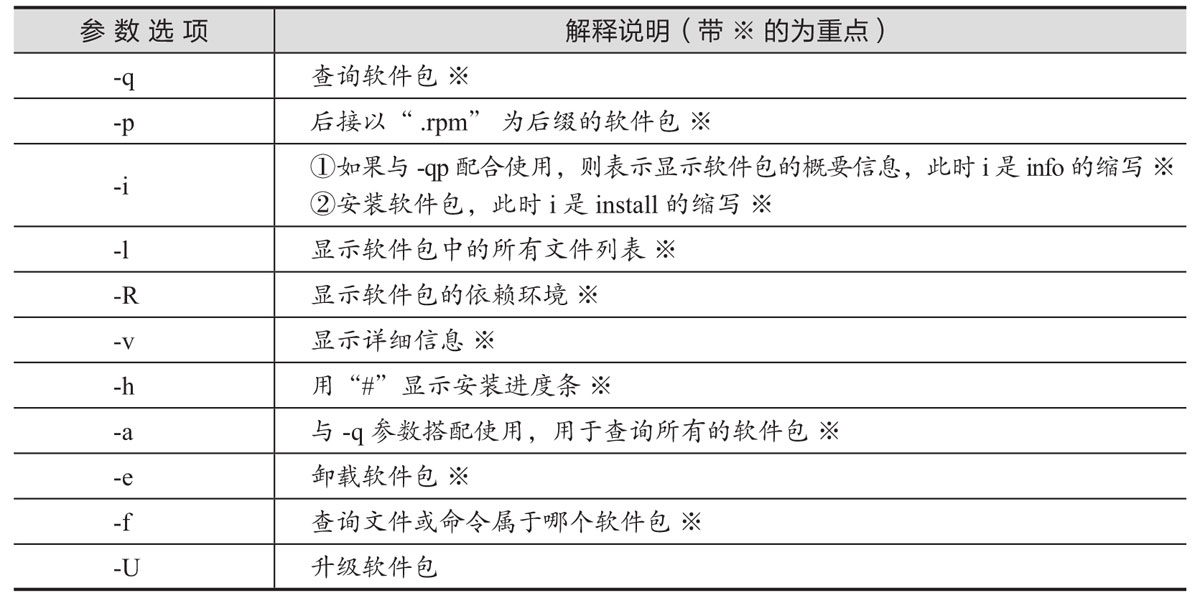 参数选项 解释说明（带 ※ 的为重点）
-q 查询软件包 ※
-p 后接以“.rpm”为后缀的软件包 ※
-i ①如果与 -qp 配合使用，则表示显示软件包的概要信息，此时 i 是 info 的缩写 ※
②安装软件包，此时 i 是 install 的缩写 ※
-l 显示软件包中的所有文件列表 ※
-R 显示软件包的依赖环境 ※
-v 显示详细信息 ※
-h 用“#”显示安装进度条 ※
-a 与 -q 参数搭配使用，用于查询所有的软件包 ※
-e 卸载软件包 ※
-f 查询文件或命令属于哪个软件包 ※
-U 升级软件包